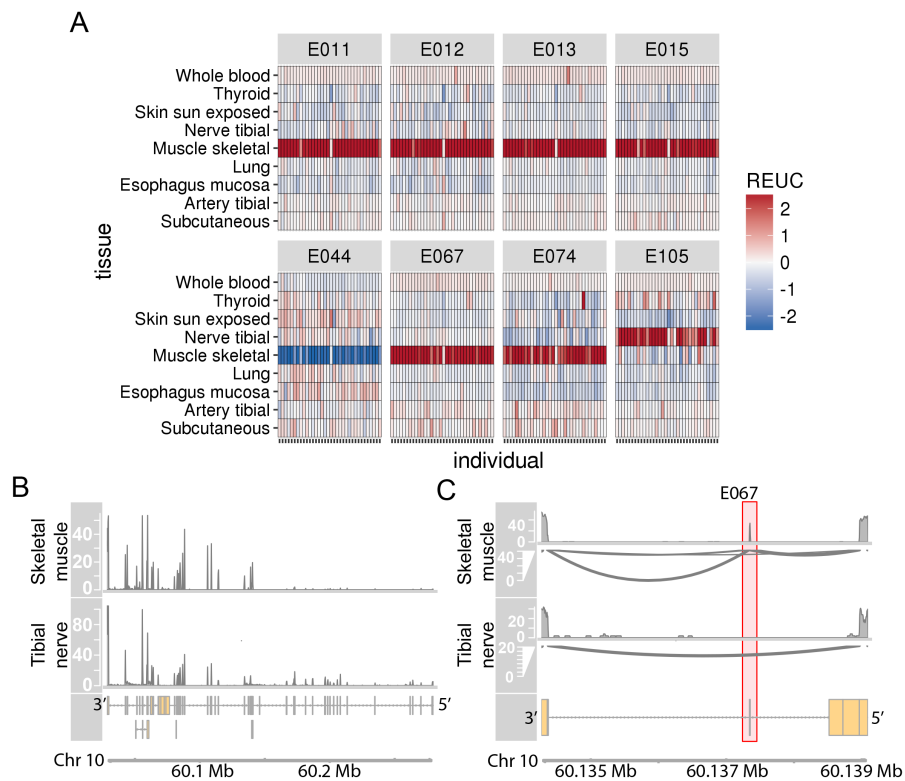 A
E011 E012 E013 E015
Whole blood
Thyroid
Skin sun exposed
Nerve tibial
Muscle skeletal
Lung
Esophagus mucosa
Artery tibial
Subcutaneous
tissue
REUC
2
1
0
-1
-2
E044 E067 E074 E105
Whole blood
Thyroid
Skin sun exposed
Nerve tibial
Muscle skeletal
Lung
Esophagus mucosa
Artery tibial
Subcutaneous
individual
B
Skeletal
muscle
40
20
0
Tibial
nerve
80
40
0
3′ 5′
Chr 10
60.1 Mb 60.2 Mb
C
E067
Skeletal
muscle
40
0
40
0
Tibial
nerve
20
0
20
0
3′ 5′
Chr 10
60.135 Mb 60.137 Mb 60.139 Mb